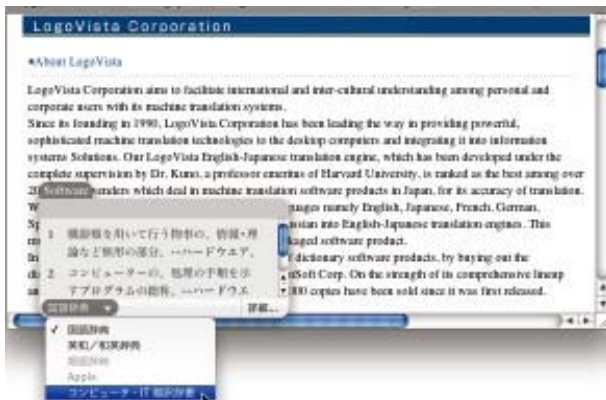 LogoVista Corporation
About LogoVista
LogoVista Corporation aims to facilitate international and inter-cultural understanding among personal and
corporate users with its machine translation systems.
Since its founding in 1990, LogoVista Corporation has been leading the way in providing powerful,
sophisticated machine translation technologies to the desktop computers and integrating it into information
systems Solutions. Our LogoVista English-Japanese translation engine, which has been developed under the
complete supervision by Dr. Kuno, a professor emeritus of Harvard University, is ranked as the best among over
venders which deal in machine translation software products in Japan, for its accuracy of translation.
Software
namely English, Japanese, French, German,
into English-Japanese translation engines. This
software product.
dictionary software products, by buying out the
Corp. On the strength of its comprehensive lineup
copies have been sold since it was first released.
1 機器類を用いて行う物事の、情報・理
論など無形の部分。↔ハードウエア。
2 コンピューターの、処理の手順を示
すプログラムの総称。↔ハードウエ
国語辞典
詳細...
✓ 国語辞典
英和／和英辞典
類語辞典
Apple
コンピュータ・IT